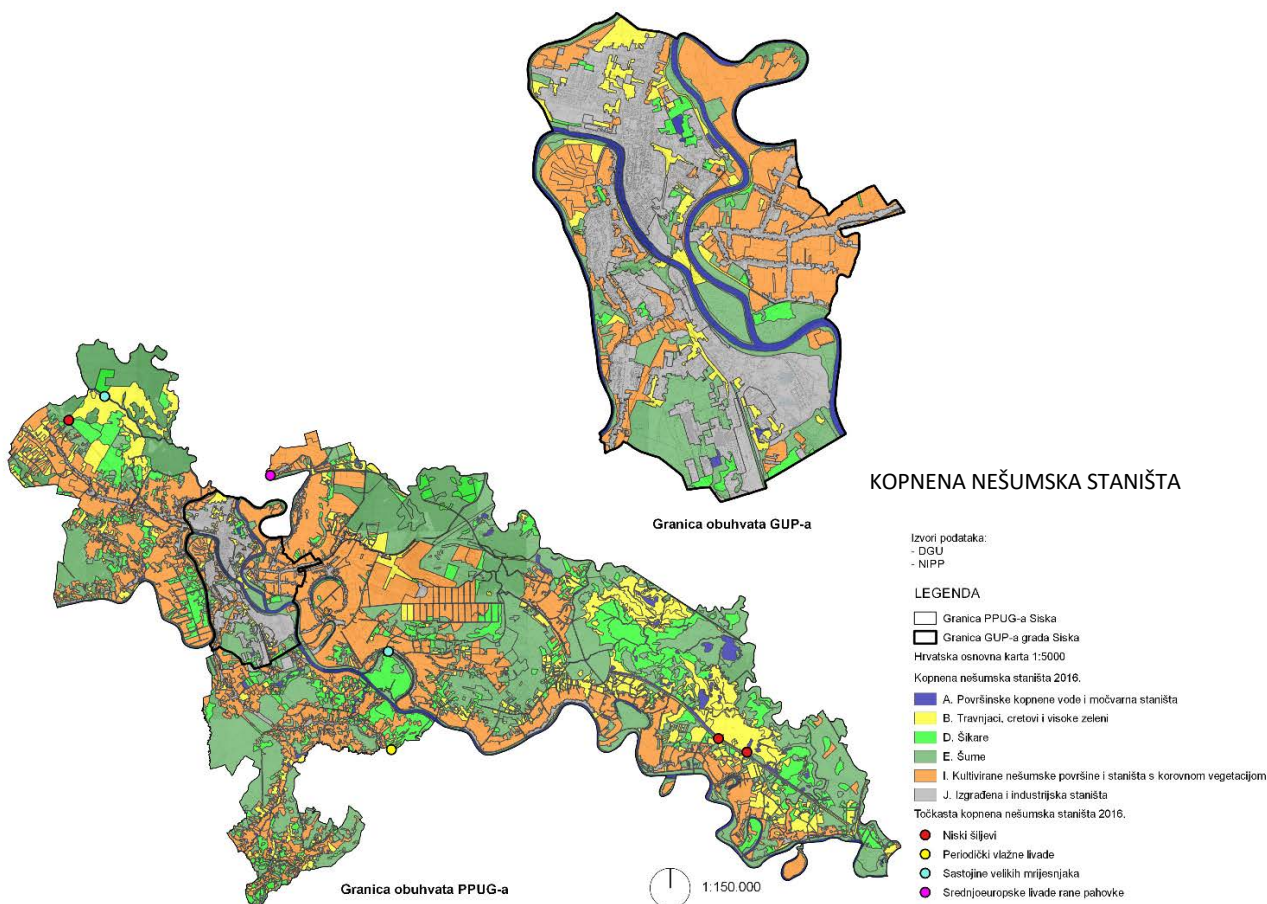 Granica obuhvata GUP-a
KOPNENA NEŠUMSKA STANIŠTA
Izvori podataka:
- DGU
- NIPP
LEGENDA
Granica PPUG-a Siska
Granica GUP-a grada Siska
Hrvatska osnovna karta 1:5000
Kopnena nešumska staništa 2016.
A. Površinske kopnene vode i močvarna staništa
B. Travnjaci, cretovi i visoke zeleni
D. Šikare
E. Šume
I. Kultivirane nešumske površine i staništa s korovnom vegetacijom
J. Izgrađena i industrijska staništa
Točkasta kopnena nešumska staništa 2016.
Niski šiljevi
Periodički vlažne livade
Sastojine velikih mrijesnjaka
Srednjoeuropske livade rane pahovke
Granica obuhvata PPUG-a
1:150.000